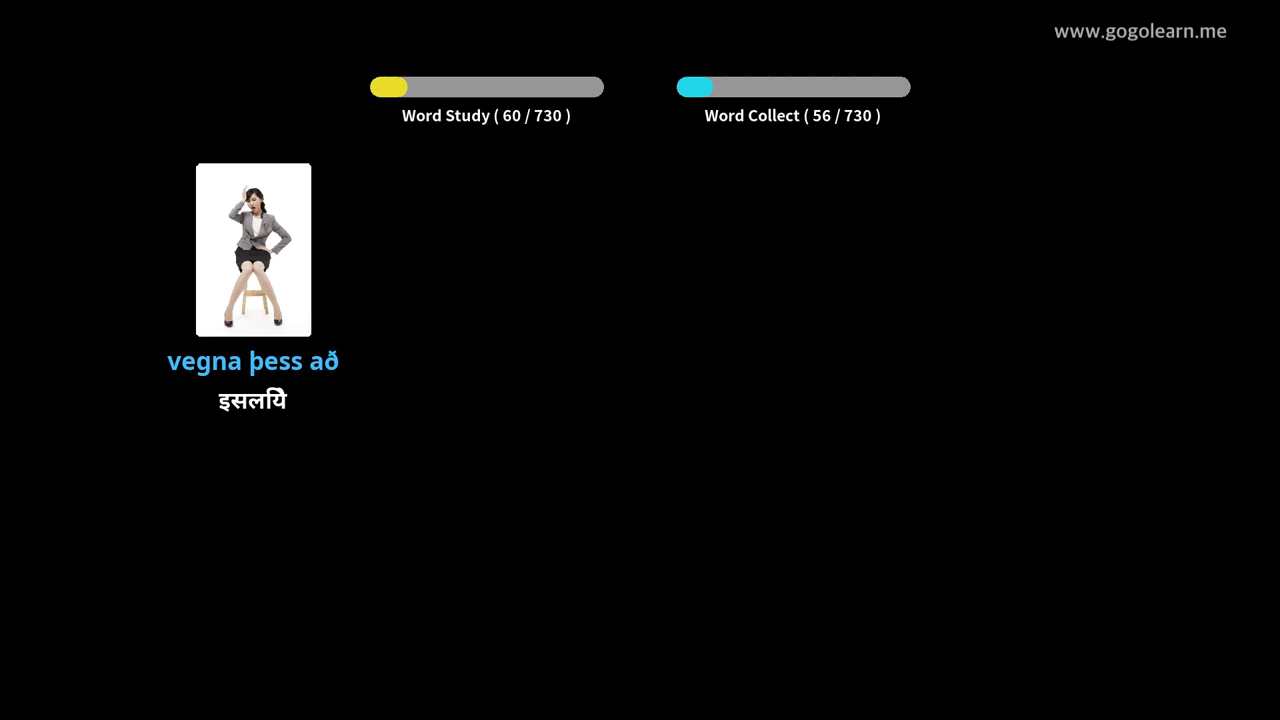 www.gogolearn.me
Word Study ( 60 / 730 )
Word Collect ( 56 / 730 )
vegna þess að
इसलिये